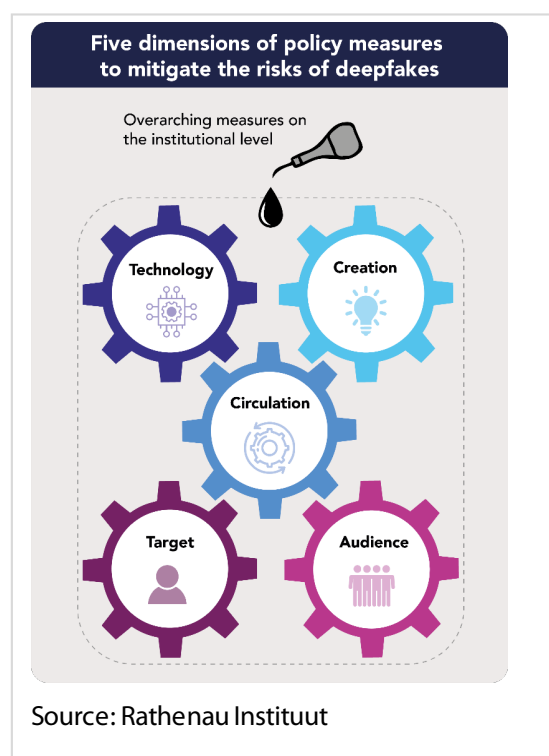 Five dimensions of policy measures
to mitigate the risks of deepfakes
Overarching measures on
the institutional level
Technology
Creation
Circulation
Target
Audience
Source: Rathenau Instituut